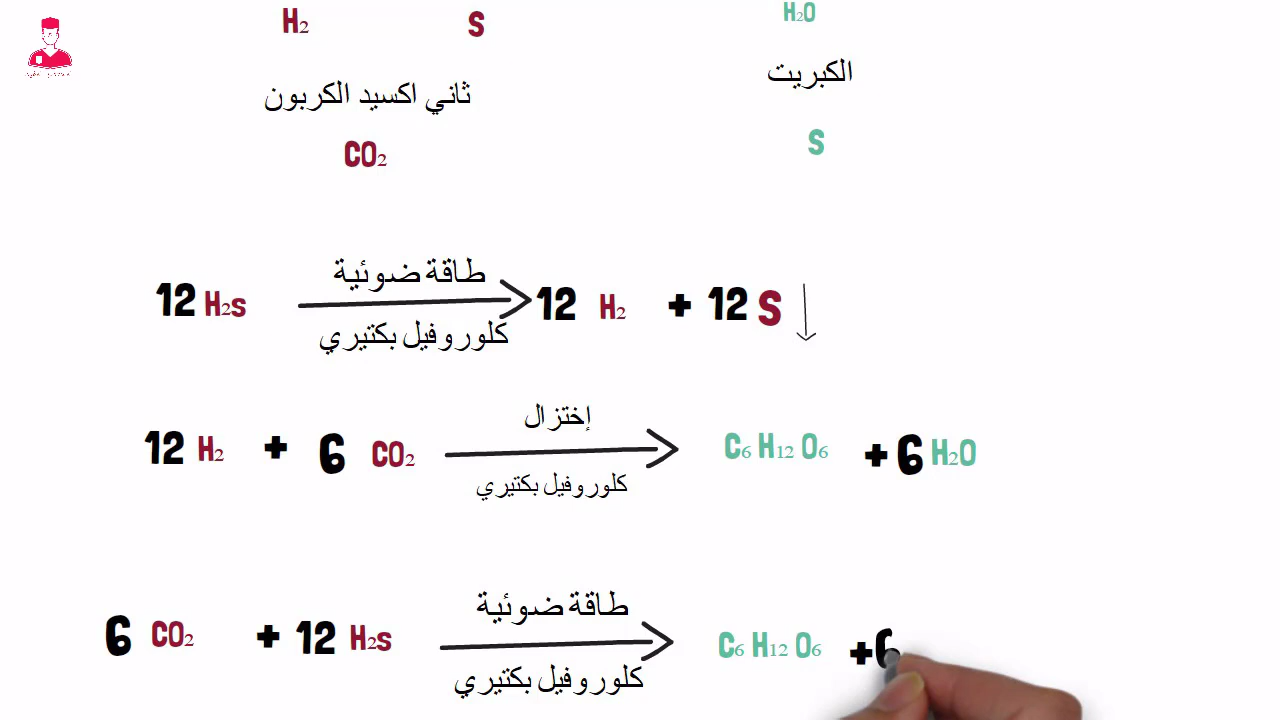 H₂ S H₂O
الكبريت
ثاني اكسيد الكربون
S
CO₂
طاقة ضوئية
12 H₂s 12 H₂ + 12 S
كلوروفيل بكتيري
إختزال
12 H₂ + 6 CO₂ C₆ H₁₂ O₆ + 6 H₂O
كلوروفيل بكتيري
طاقة ضوئية
6 CO₂ + 12 H₂s C₆ H₁₂ O₆ +6
كلوروفيل بكتيري